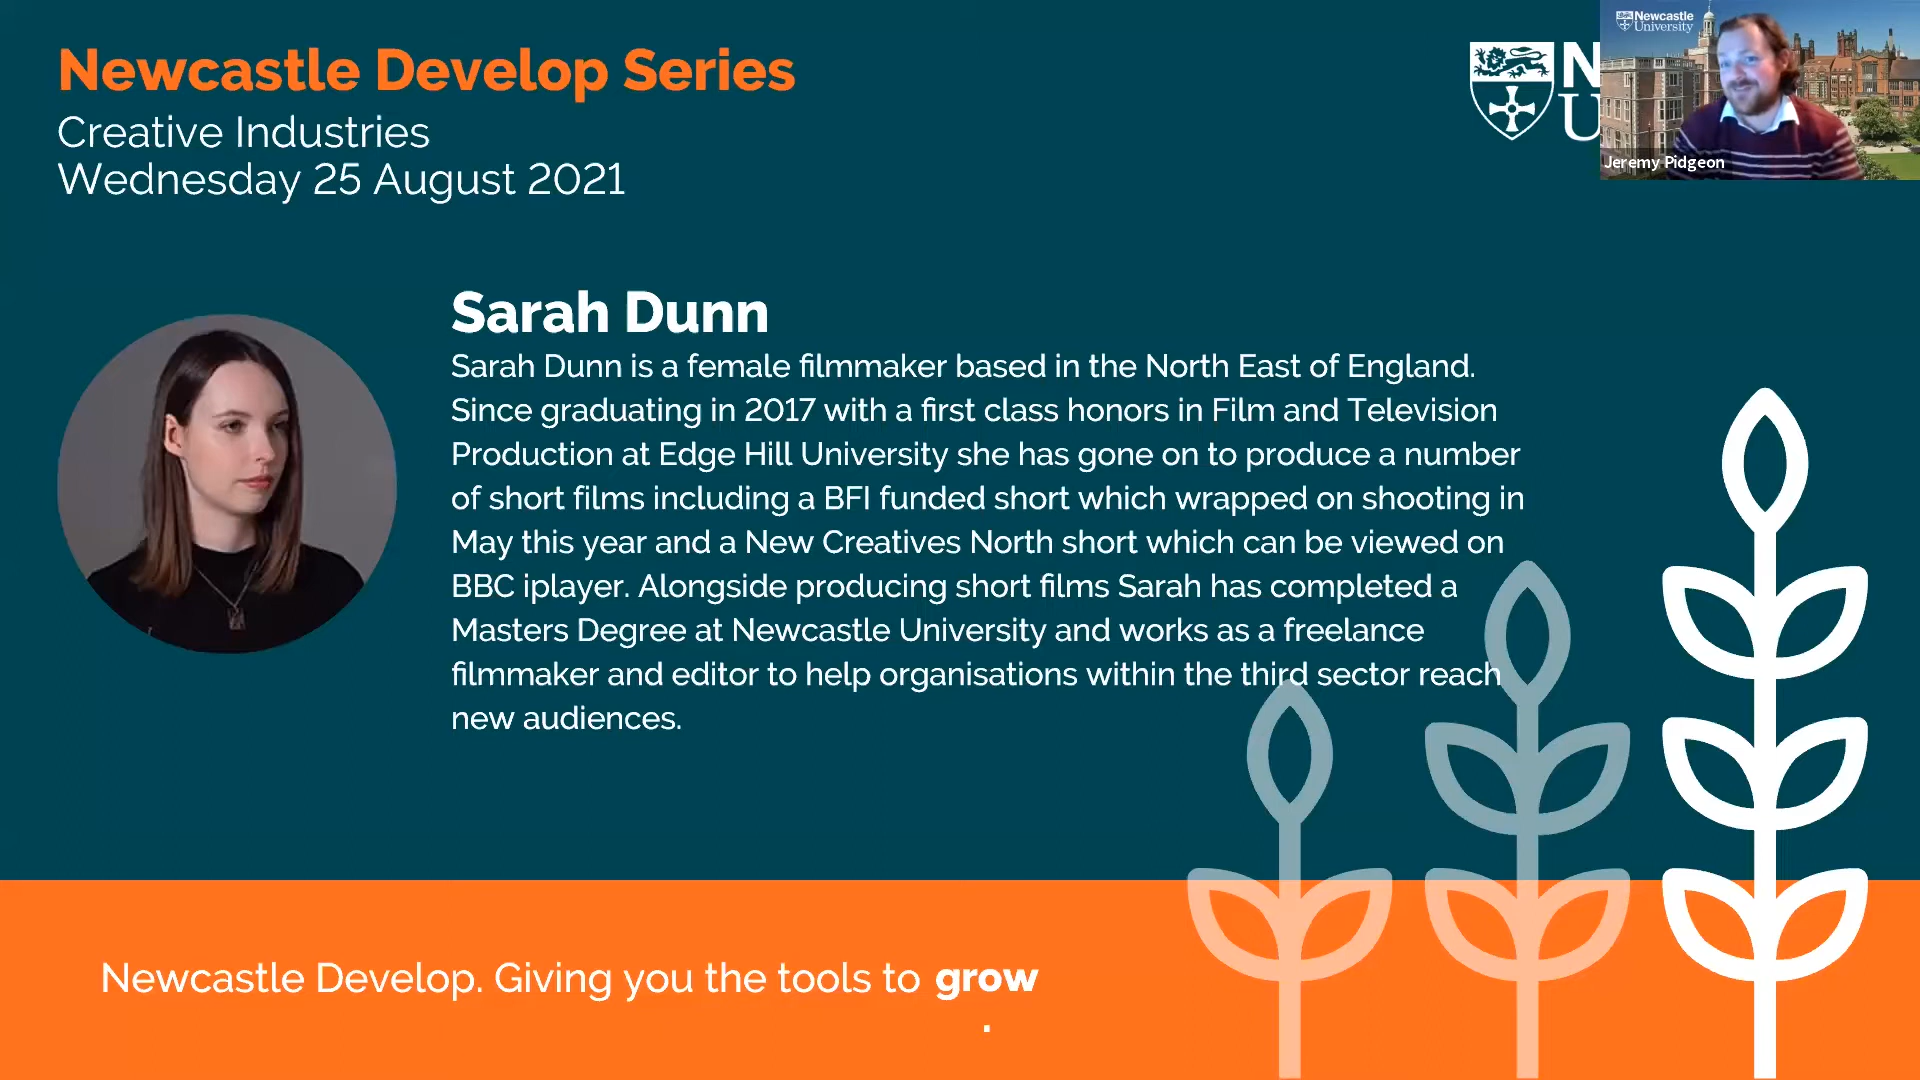 Newcastle Develop Series
Creative Industries
Wednesday 25 August 2021
N
U
Newcastle
University
Jeremy Pidgeon
Sarah Dunn
Sarah Dunn is a female filmmaker based in the North East of England.
Since graduating in 2017 with a first class honors in Film and Television
Production at Edge Hill University she has gone on to produce a number
of short films including a BFI funded short which wrapped on shooting in
May this year and a New Creatives North short which can be viewed on
BBC iplayer. Alongside producing short films Sarah has completed a
Masters Degree at Newcastle University and works as a freelance
filmmaker and editor to help organisations within the third sector reach
new audiences.
Newcastle Develop. Giving you the tools to grow
.